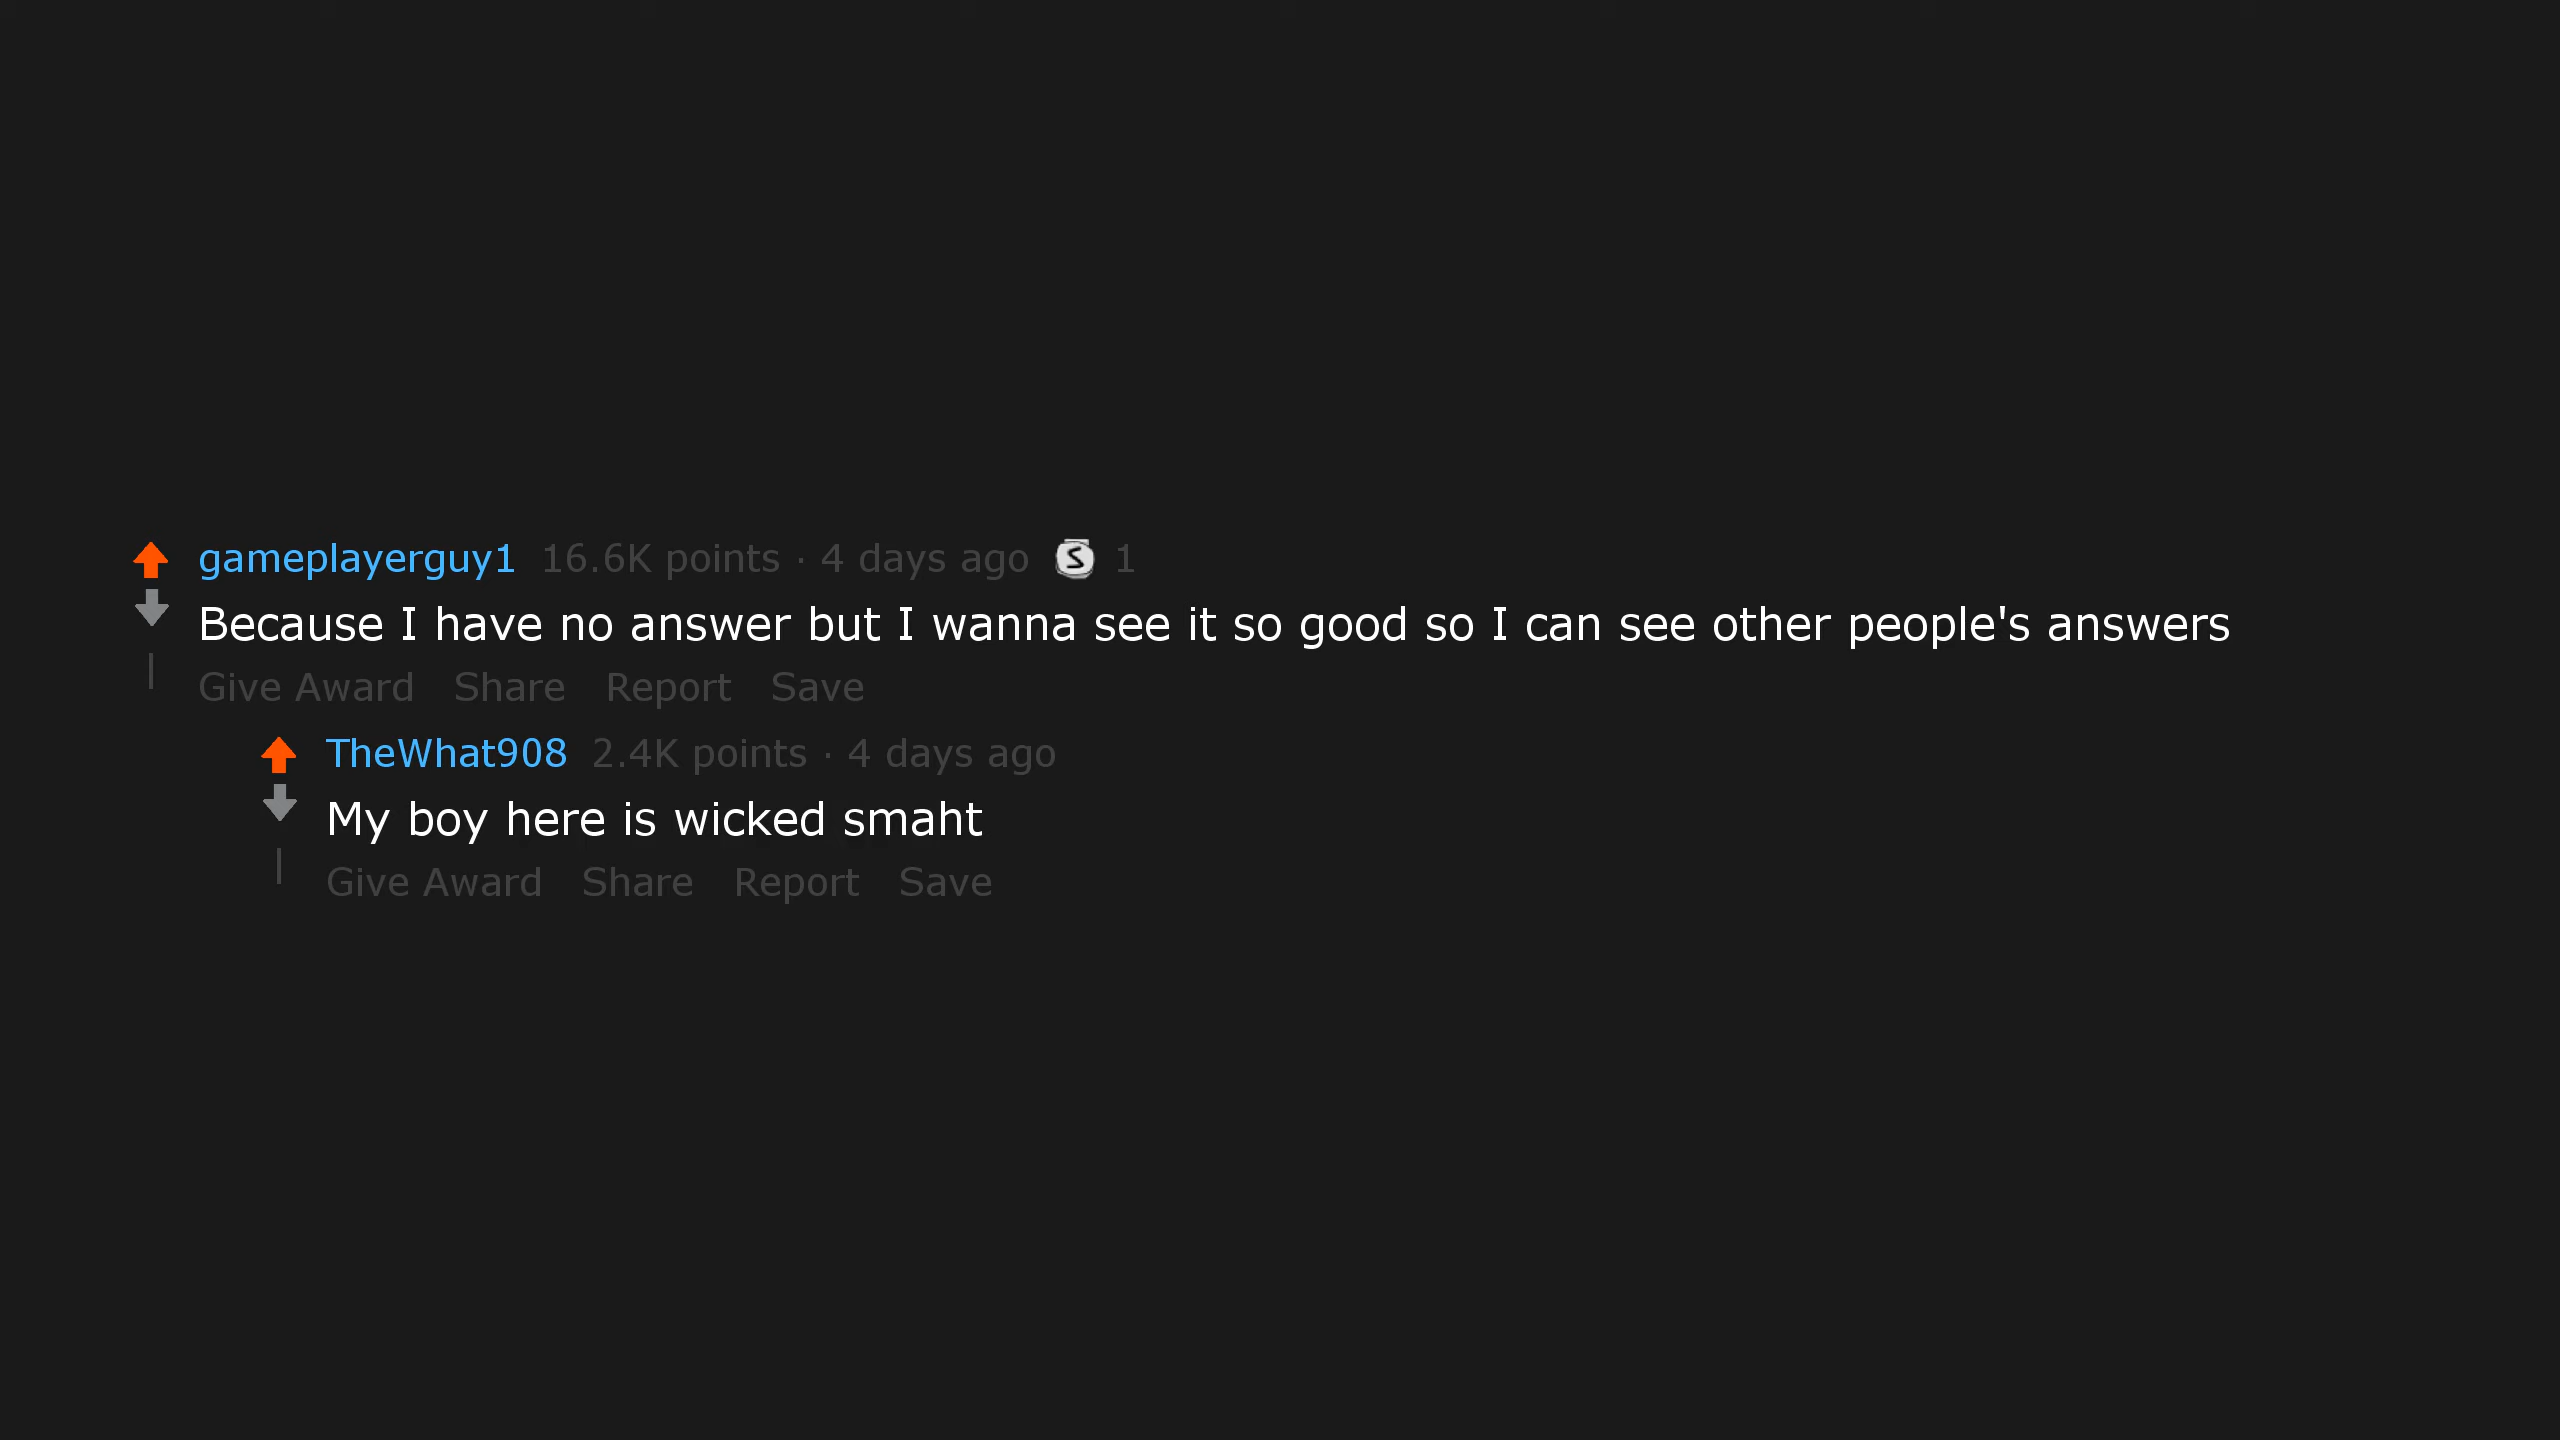 gameplayerguy1 16.6K points · 4 days ago S 1
Because I have no answer but I wanna see it so good so I can see other people's answers
Give Award Share Report Save
TheWhat908 2.4K points · 4 days ago
My boy here is wicked smaht
Give Award Share Report Save